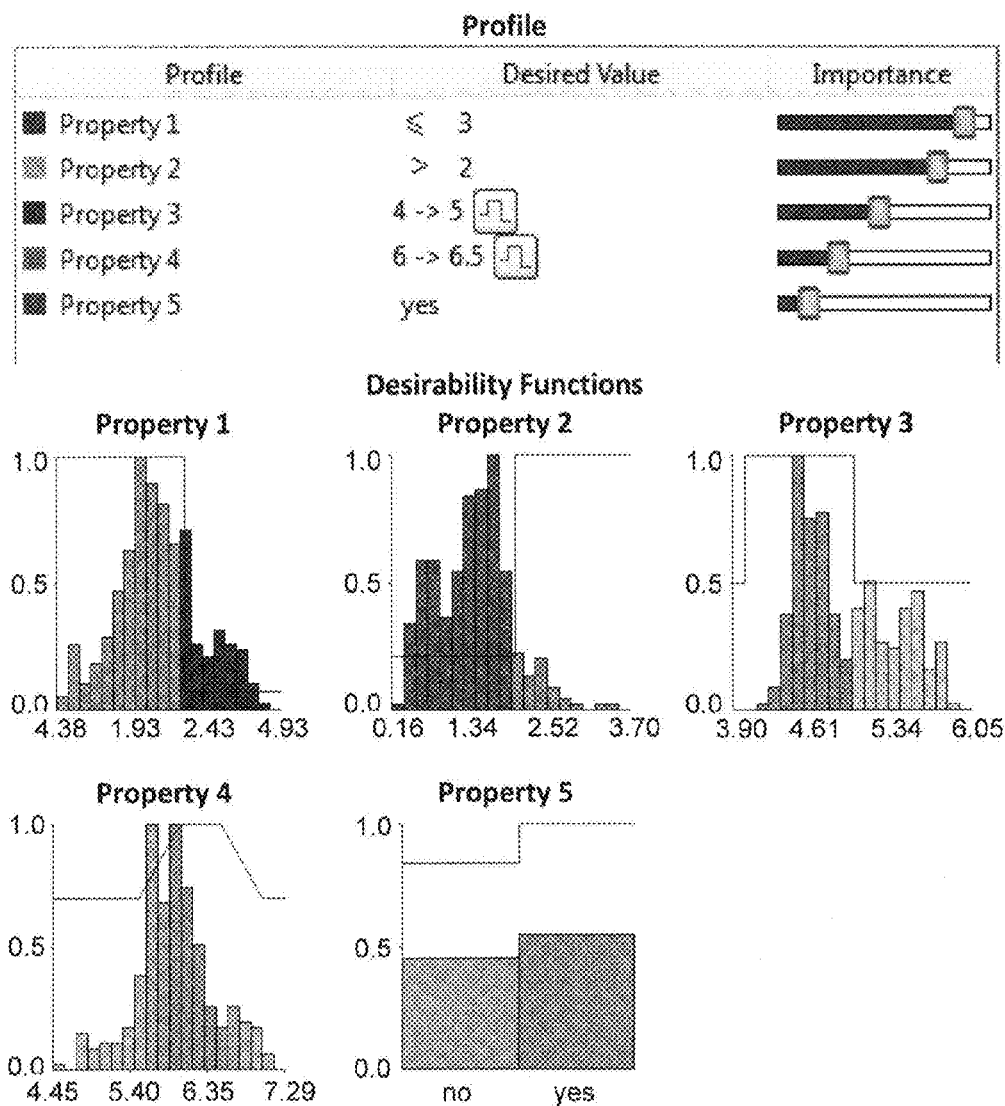 Profile
Profile Desired Value Importance
Property 1 ≤ 3
Property 2 > 2
Property 3 4 -> 5
Property 4 6 -> 6.5
Property 5 yes
Desirability Functions
Property 1 Property 2 Property 3
1.0 1.0 1.0
0.5 0.5 0.5
0.0 0.0 0.0
4.38 1.93 2.43 4.93 0.16 1.34 2.52 3.70 3.90 4.61 5.34 6.05
Property 4 Property 5
1.0 1.0
0.5 0.5
0.0 0.0
4.45 5.40 6.35 7.29 no yes